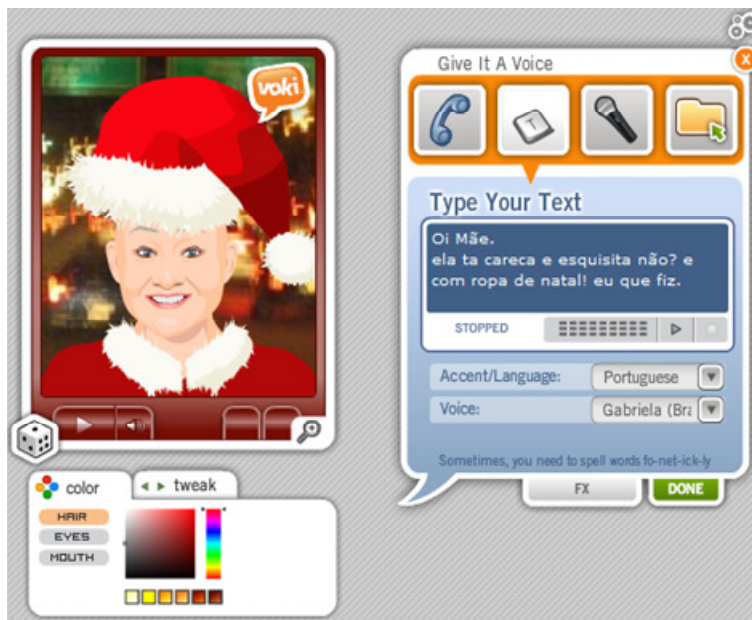 voki
Give It A Voice
X
T
Type Your Text
Oi Mãe.
ela ta careca e esquisita não? e
com ropa de natal! eu que fiz.
STOPPED
Accent/Language: Portuguese
Voice: Gabriela (Bra
Sometimes, you need to spell words fo-net-ick-ly
FX DONE
color tweak
HAIR
EYES
MOUTH